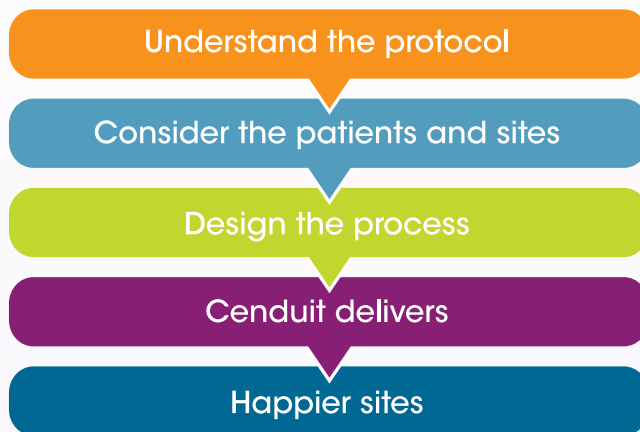 Understand the protocol
Consider the patients and sites
Design the process
Cenduit delivers
Happier sites